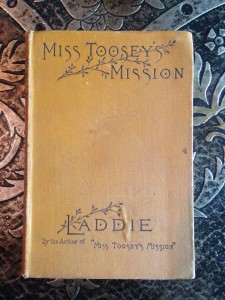 MISS TOOSEY'S
MISSION
LADDIE
By the Author of "MISS TOOSEY'S MISSION"